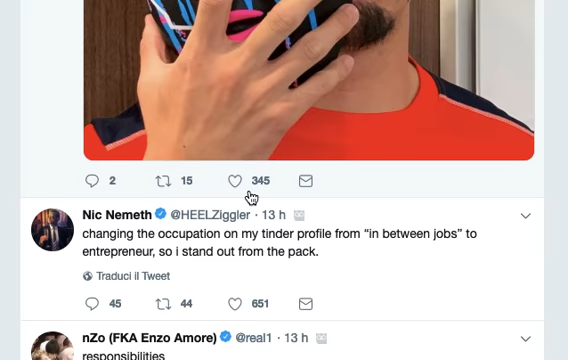 2 15 345
Nic Nemeth @HEELZiggler · 13 h
changing the occupation on my tinder profile from “in between jobs” to
entrepreneur, so i stand out from the pack.
Traduci il Tweet
45 44 651
nZo (FKA Enzo Amore) @real1 · 13 h
responsibilities